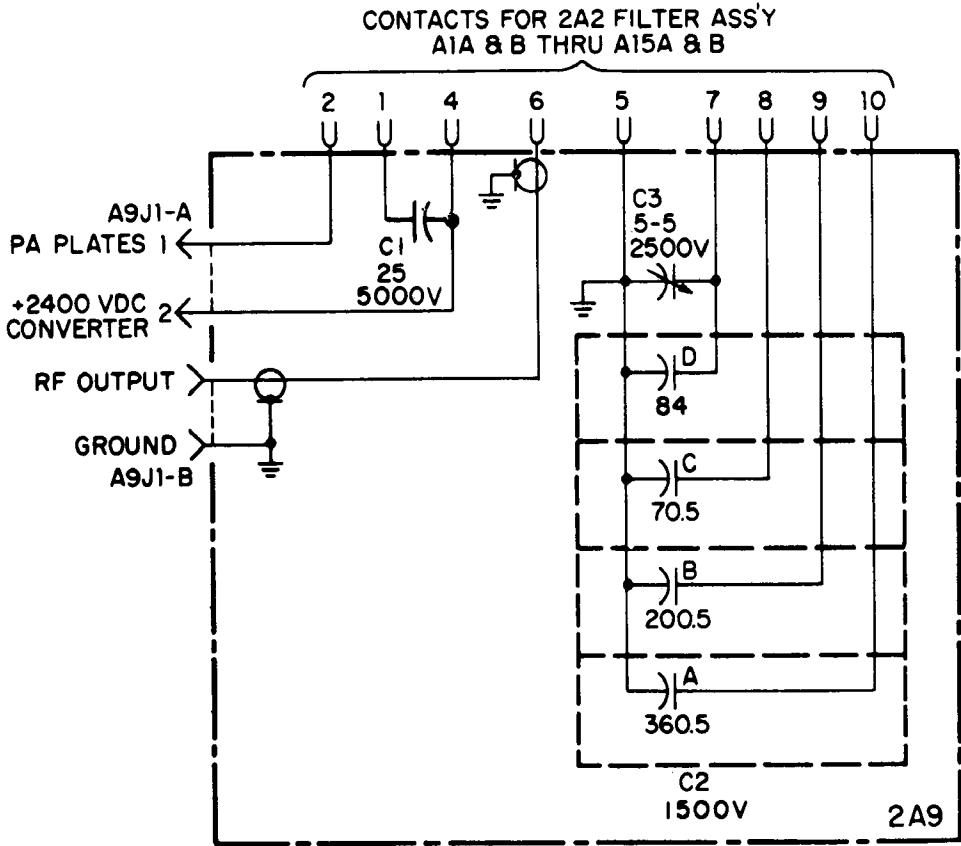 CONTACTS FOR 2A2 FILTER ASS'Y
A1A & B THRU A15A & B
2 1 4 6 5 7 8 9 10
A9J1-A
PA PLATES 1
+2400 VDC
CONVERTER 2
RF OUTPUT
GROUND
A9J1-B
C1
25
5000V
C3
5-5
2500V
D
84
C
70.5
B
200.5
A
360.5
C2
1500V
2A9